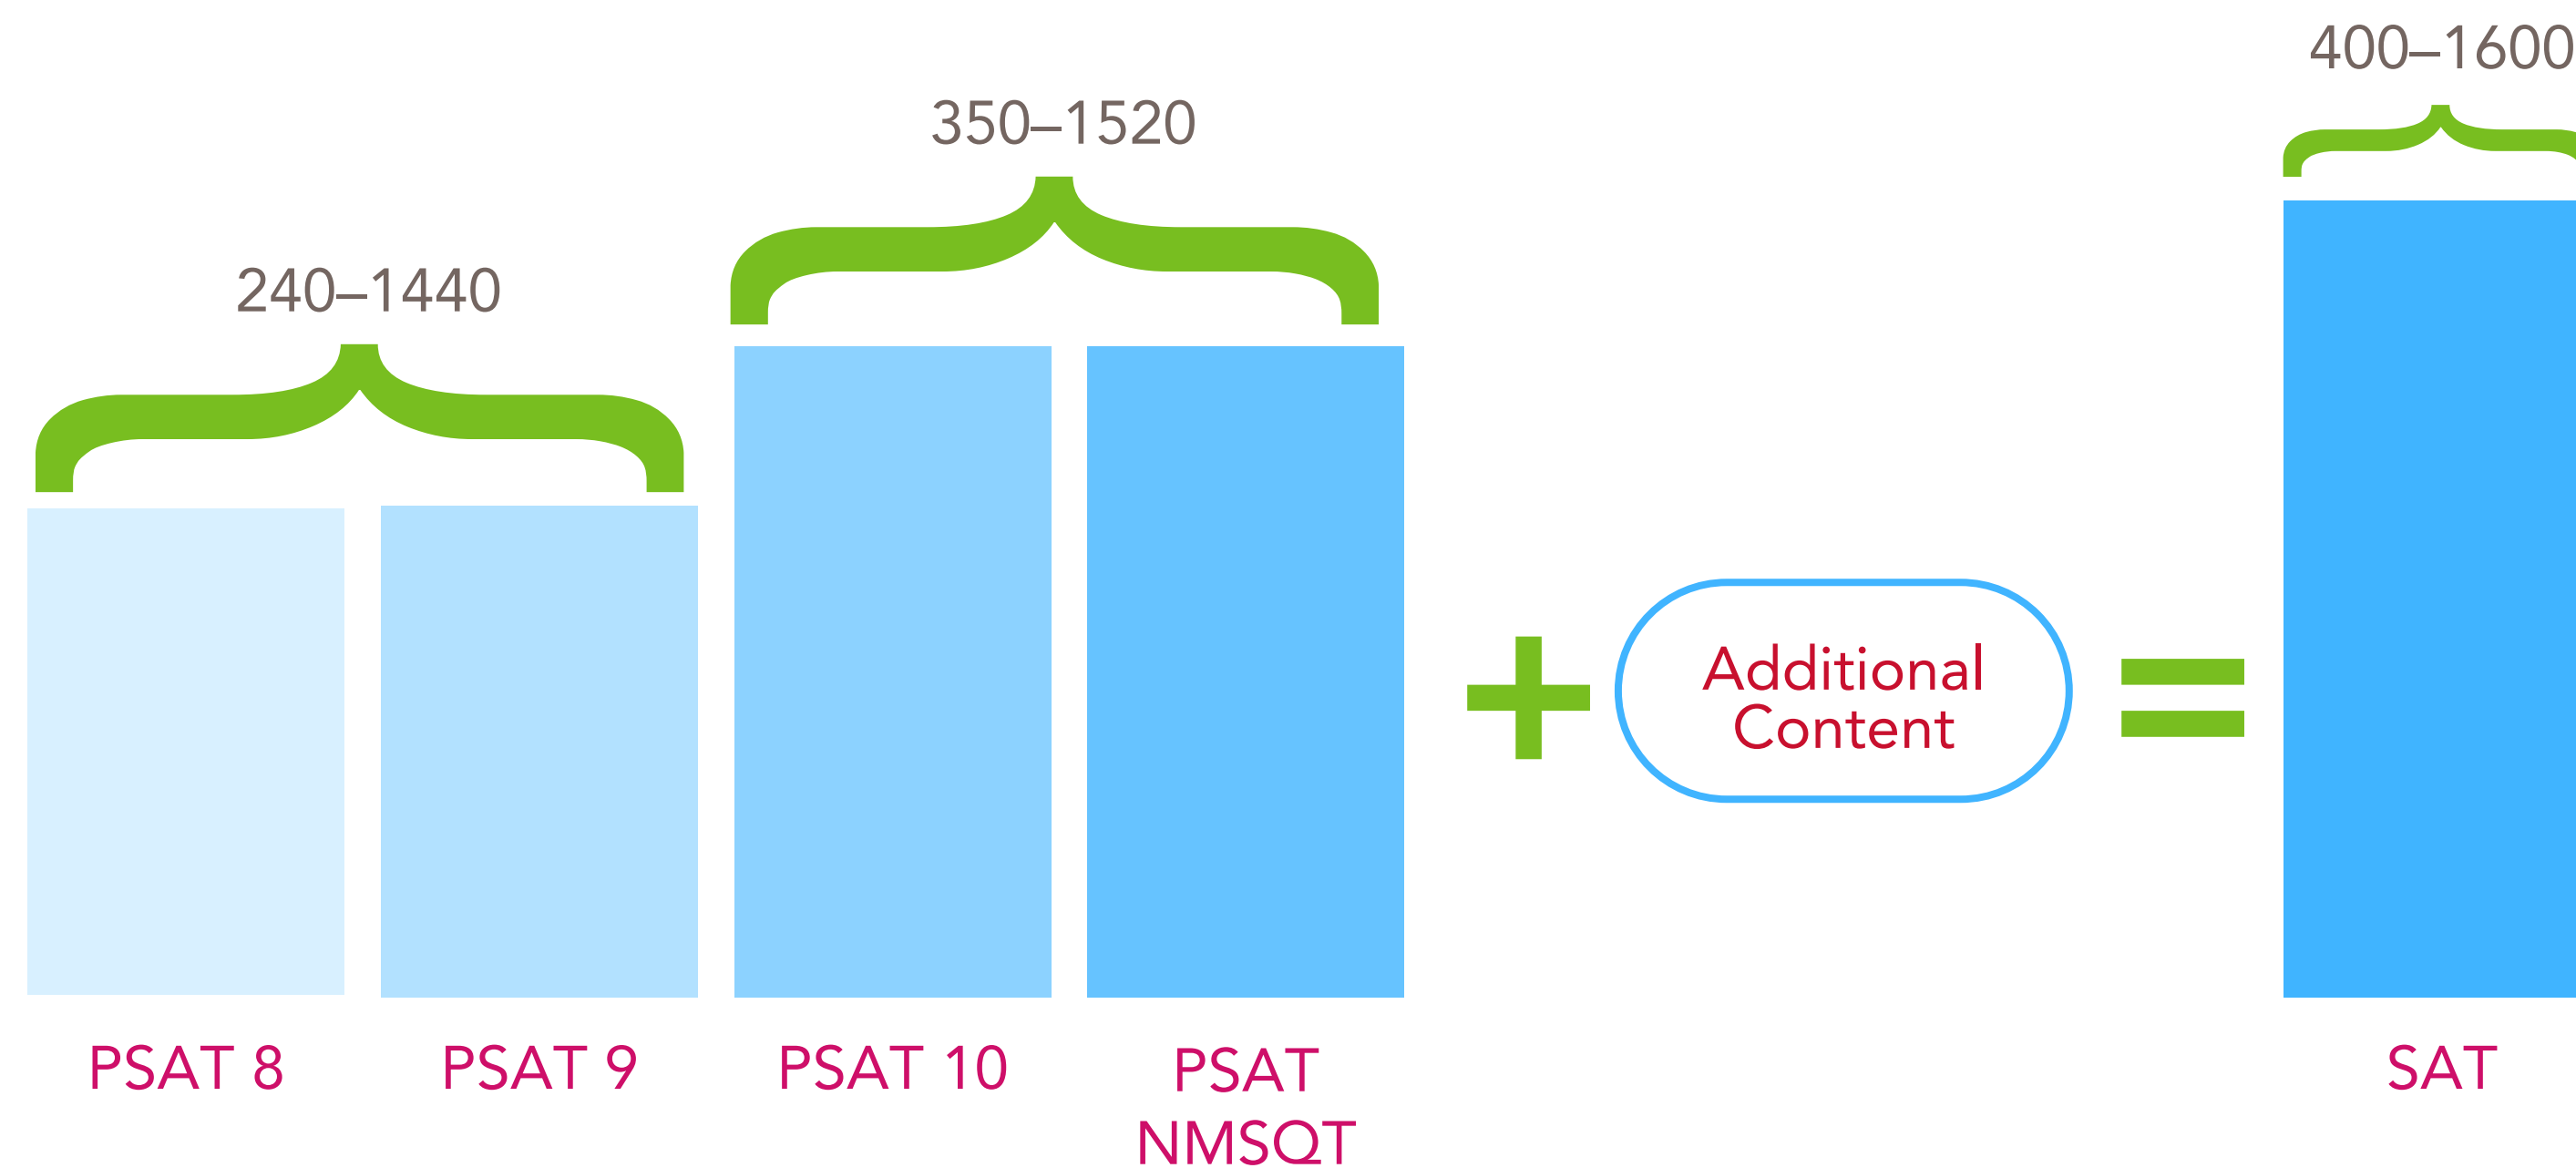 400–1600
350–1520
240–1440
Additional
Content
PSAT 8
PSAT 9
PSAT 10
PSAT
NMSQT
SAT